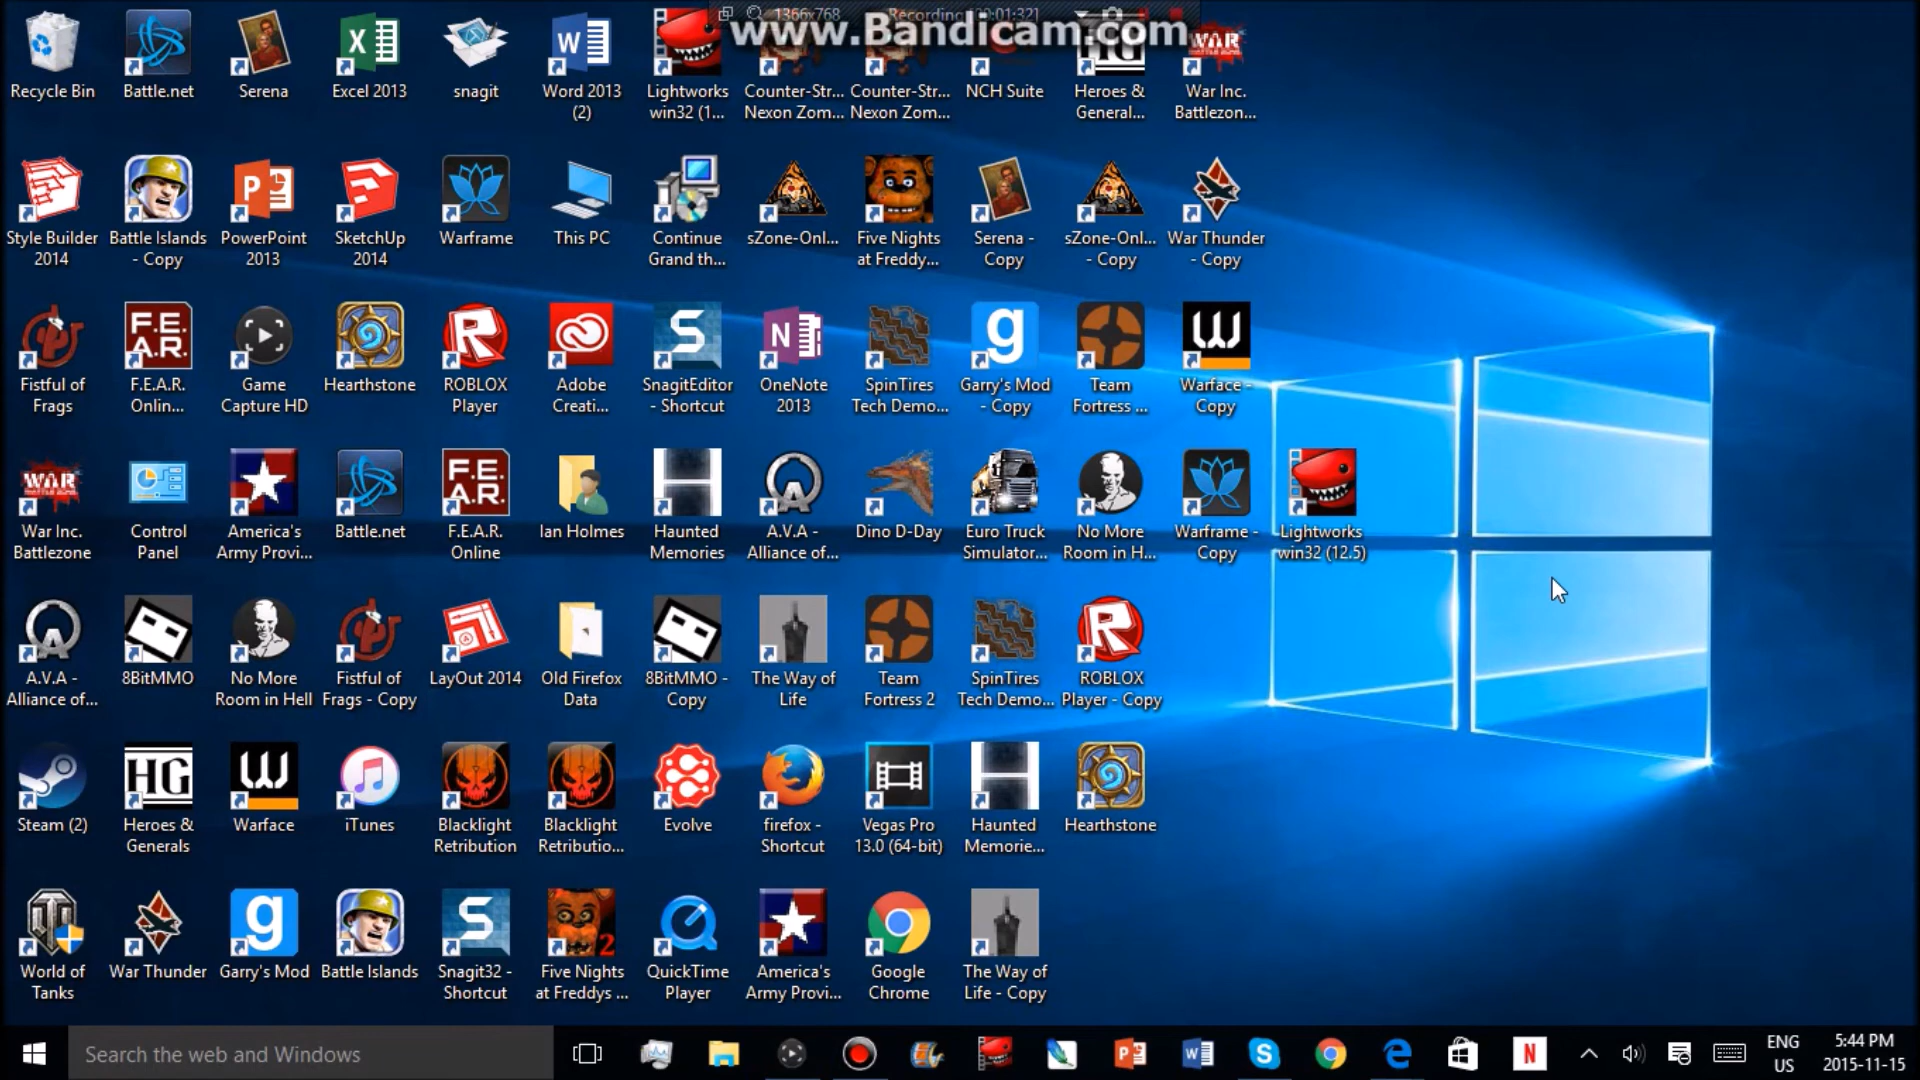 1366x768 Recording [00:01:32]
www.Bandicam.com
Recycle Bin
Battle.net
Serena
Excel 2013
snagit
Word 2013
(2)
Lightworks
win32 (1...
Counter-Str...
Nexon Zom...
Counter-Str...
Nexon Zom...
NCH Suite
Heroes &
General...
War Inc.
Battlezon...
Style Builder
2014
Battle Islands
- Copy
PowerPoint
2013
SketchUp
2014
Warframe
This PC
Continue
Grand th...
sZone-Onl...
Five Nights
at Freddy...
Serena -
Copy
sZone-Onl...
- Copy
War Thunder
- Copy
Fistful of
Frags
F.E.A.R.
Onlin...
Game
Capture HD
Hearthstone
ROBLOX
Player
Adobe
Creati...
SnagitEditor
- Shortcut
OneNote
2013
SpinTires
Tech Demo...
Garry's Mod
- Copy
Team
Fortress ...
Warface -
Copy
War Inc.
Battlezone
Control
Panel
America's
Army Provi...
Battle.net
F.E.A.R.
Online
Ian Holmes
Haunted
Memories
A.V.A -
Alliance of...
Dino D-Day
Euro Truck
Simulator...
No More
Room in H...
Warframe -
Copy
Lightworks
win32 (12.5)
A.V.A -
Alliance of...
8BitMMO
No More
Room in Hell
Fistful of
Frags - Copy
LayOut 2014
Old Firefox
Data
8BitMMO -
Copy
The Way of
Life
Team
Fortress 2
SpinTires
Tech Demo...
ROBLOX
Player - Copy
Steam (2)
Heroes &
Generals
Warface
iTunes
Blacklight
Retribution
Blacklight
Retributio...
Evolve
firefox -
Shortcut
Vegas Pro
13.0 (64-bit)
Haunted
Memorie...
Hearthstone
World of
Tanks
War Thunder
Garry's Mod
Battle Islands
Snagit32 -
Shortcut
Five Nights
at Freddys ...
QuickTime
Player
America's
Army Provi...
Google
Chrome
The Way of
Life - Copy
Search the web and Windows
ENG
US
5:44 PM
2015-11-15